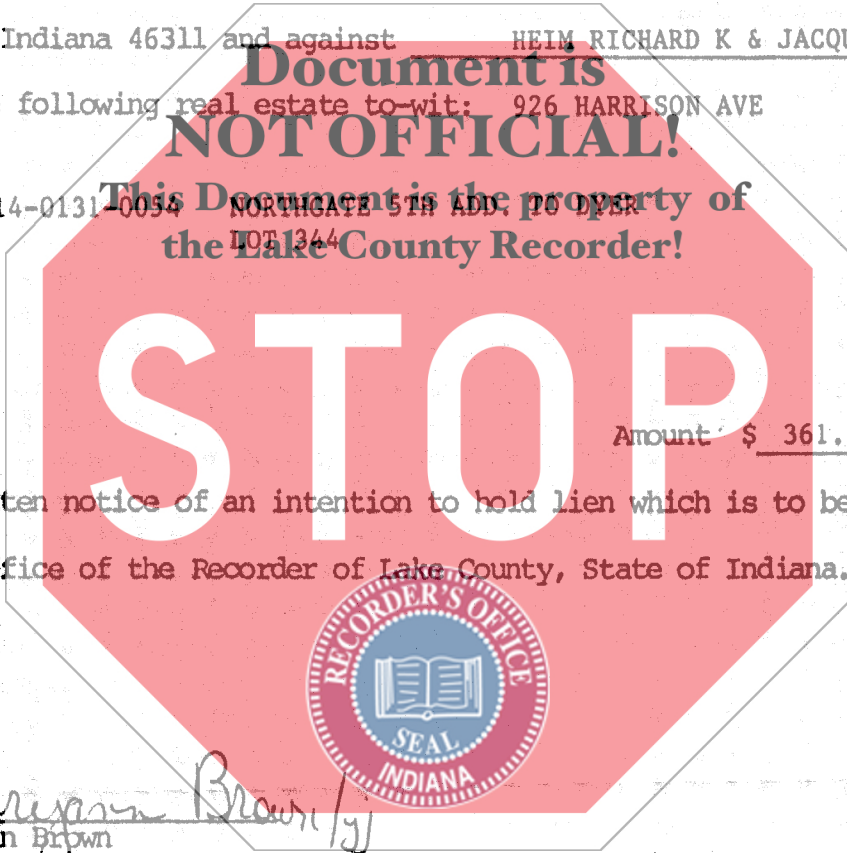 Indiana 46311 and against HEIM RICHARD K & JACQU
Document is
following real estate to-wit: 926 HARRISON AVE
NOT OFFICIAL!
This Document is the property of
14-0131-0054 NORTHGATE 5TH ADD. TO DYER
the Lake County Recorder!
LOT 344
STOP
Amount $ 361.
ten notice of an intention to hold lien which is to be
fice of the Recorder of Lake County, State of Indiana.
RECORDER'S OFFICE
SEAL
INDIANA
Brown/yj
n Brown